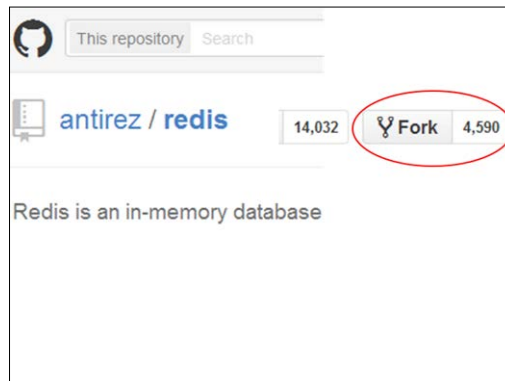 This repository Search
antirez / redis 14,032 Fork 4,590
Redis is an in-memory database